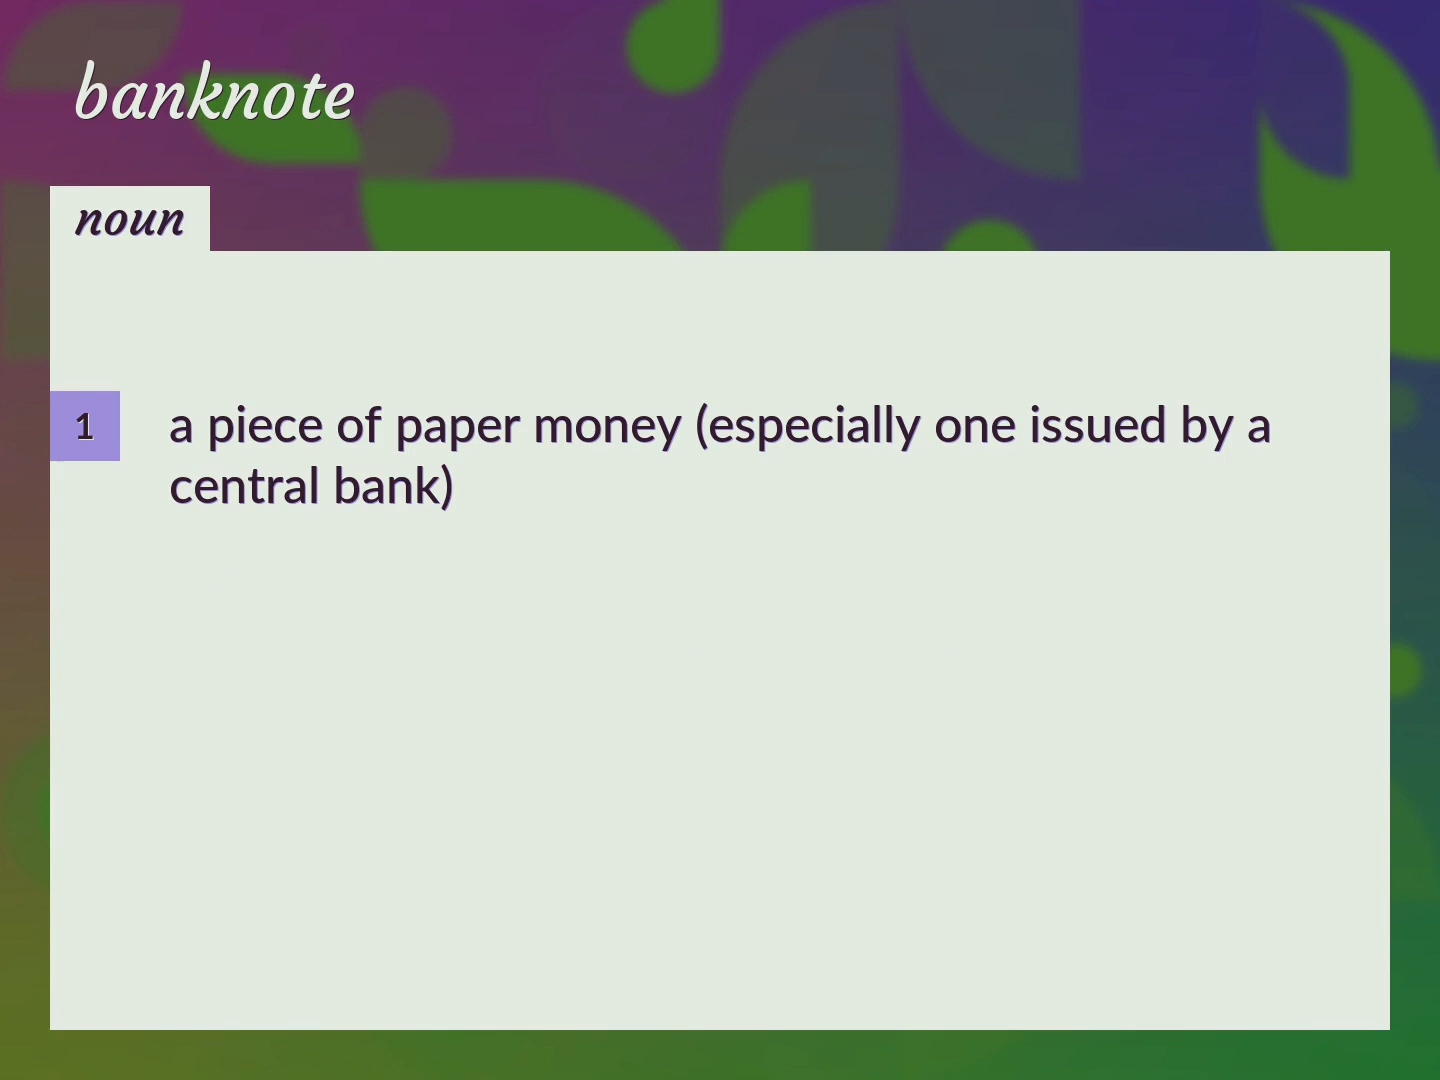 banknote
noun
1 a piece of paper money (especially one issued by a
central bank)